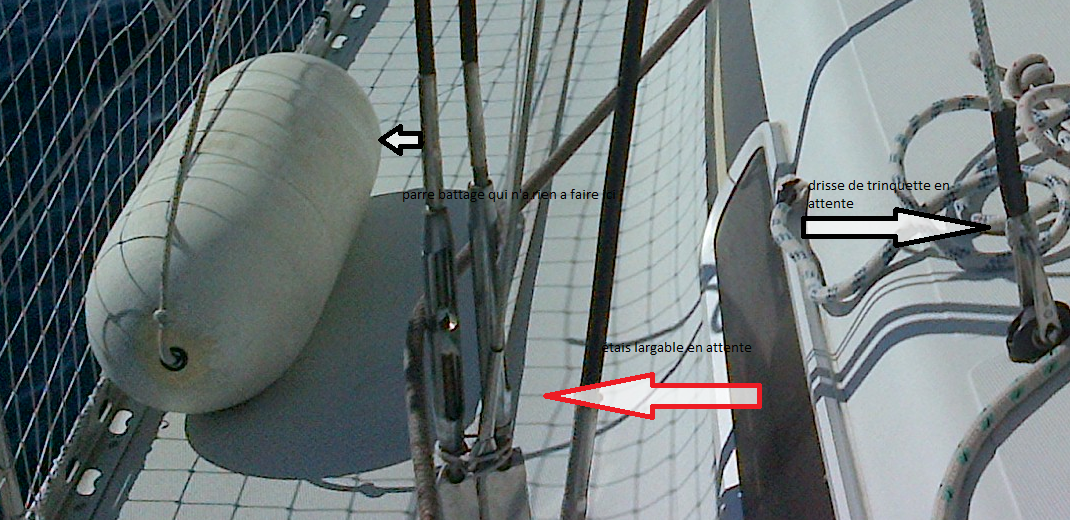 parre battage qui n'a rien a faire ici
drisse de trinquette en
attente
etais largable en attente